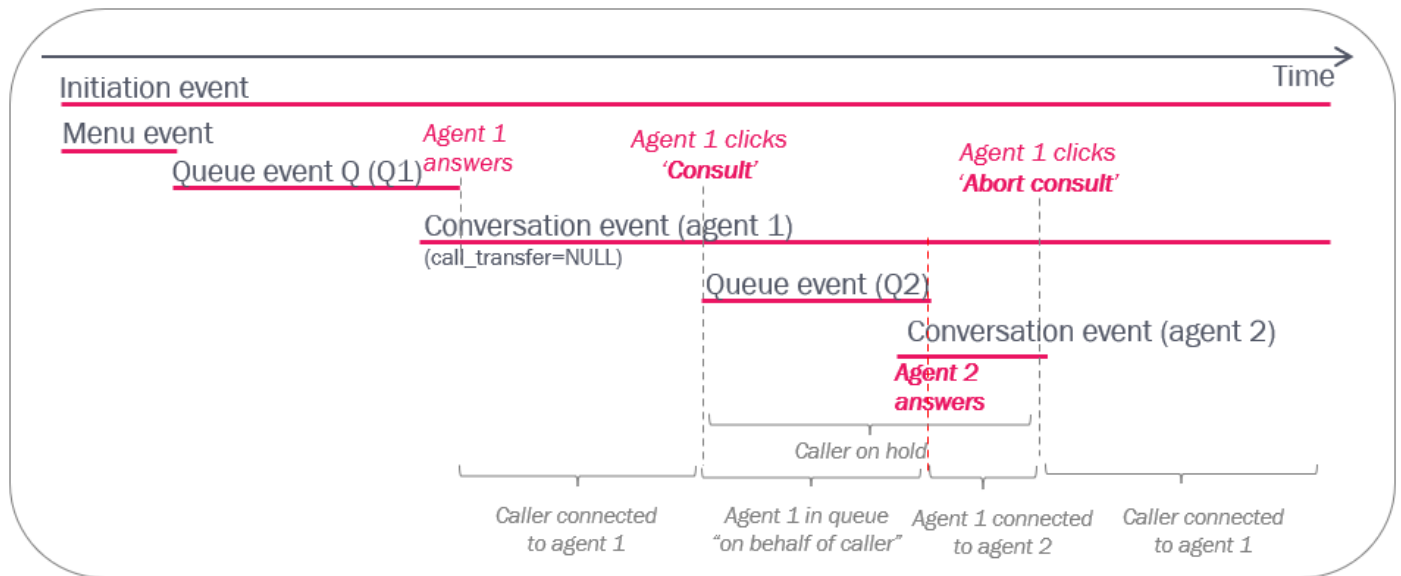 Time
Initiation event
Menu event
Agent 1
answers
Agent 1 clicks
‘Consult’
Agent 1 clicks
‘Abort consult’
Queue event Q (Q1)
Conversation event (agent 1)
(call_transfer=NULL)
Queue event (Q2)
Conversation event (agent 2)
Agent 2
answers
Caller on hold
Caller connected
to agent 1
Agent 1 in queue
“on behalf of caller”
Agent 1 connected
to agent 2
Caller connected
to agent 1